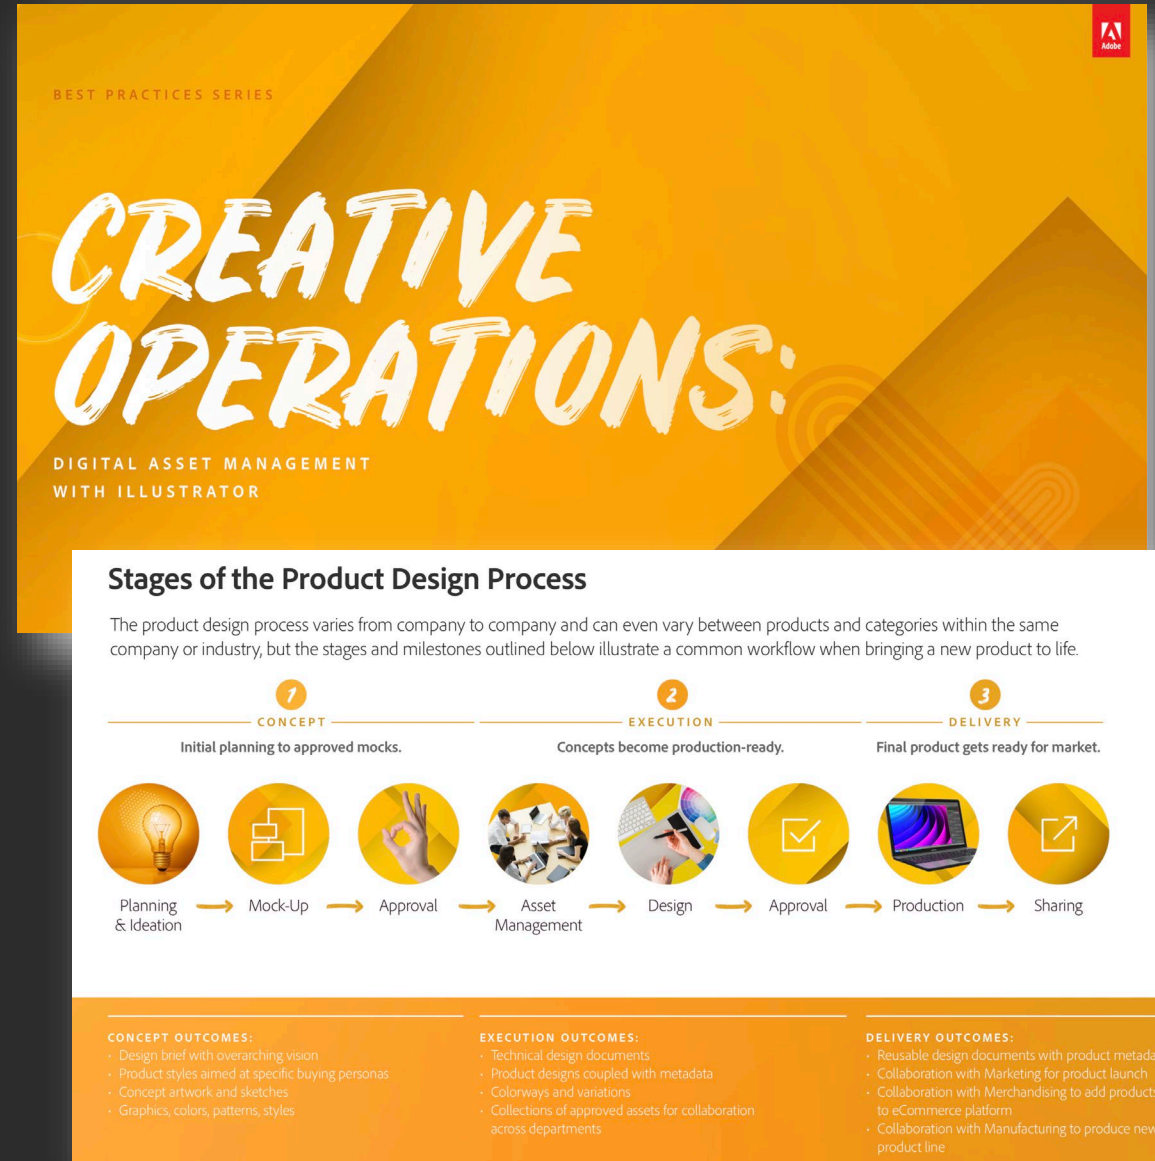 Adobe
BEST PRACTICES SERIES
CREATIVE
OPERATIONS:
DIGITAL ASSET MANAGEMENT
WITH ILLUSTRATOR
Stages of the Product Design Process
The product design process varies from company to company and can even vary between products and categories within the same
company or industry, but the stages and milestones outlined below illustrate a common workflow when bringing a new product to life.
1
CONCEPT
Initial planning to approved mocks.
2
EXECUTION
Concepts become production-ready.
3
DELIVERY
Final product gets ready for market.
Planning
& Ideation
Mock-Up
Approval
Asset
Management
Design
Approval
Production
Sharing
CONCEPT OUTCOMES:
· Design brief with overarching vision
· Product styles aimed at specific buying personas
· Concept artwork and sketches
· Graphics, colors, patterns, styles
EXECUTION OUTCOMES:
· Technical design documents
· Product designs coupled with metadata
· Colorways and variations
· Collections of approved assets for collaboration
across departments
DELIVERY OUTCOMES:
· Reusable design documents with product metada
· Collaboration with Marketing for product launch
· Collaboration with Merchandising to add products
to eCommerce platform
· Collaboration with Manufacturing to produce new
product line